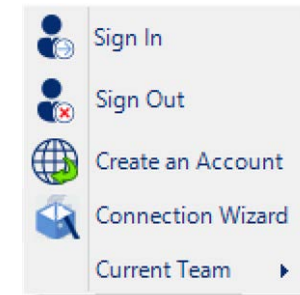 Sign In
Sign Out
Create an Account
Connection Wizard
Current Team